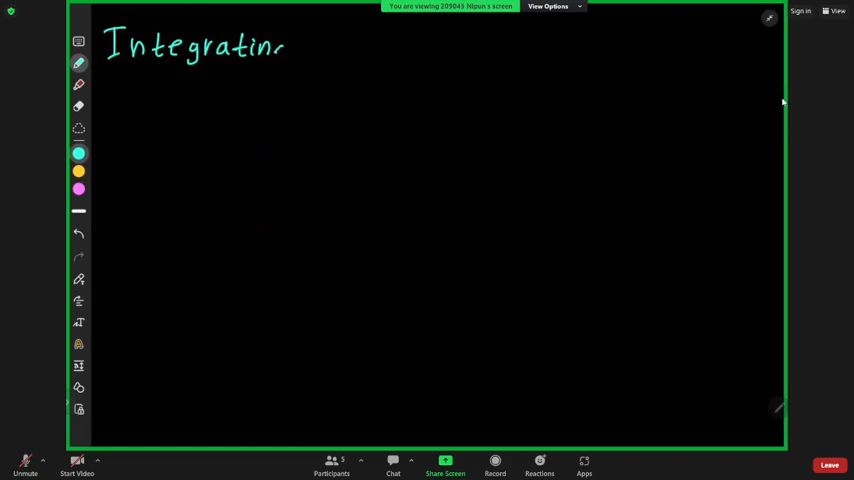 You are viewing 209045 Nipun's screen
View Options
Sign in
View
Unmute
Start Video
Participants
5
Chat
Share Screen
Record
Reactions
Apps
Leave